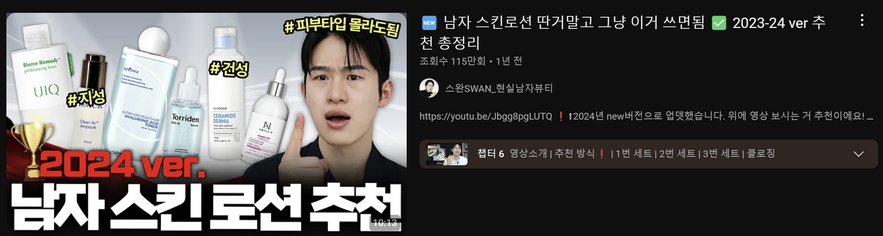 #피부타입 몰라도됨
Biome Remedy™
UIQ
#지성
#건성
Torriden
CERAMIDE
DERMA
2024 ver.
남자 스킨 로션 추천
10:13
🆕 남자 스킨로션 딴거말고 그냥 이거 쓰면됨 ✅ 2023-24 ver 추
천 총정리
조회수 115만회 • 1년 전
스완SWAN_현실남자뷰티
https://youtu.be/Jbgg8pgLUTQ ❗️ 2024년 new버전으로 업뎃했습니다. 위에 영상 보시는 거 추천이에요! ...
챕터 6 영상소개 | 추천 방식❗ | 1번 세트 | 2번 세트 | 3번 세트 | 클로징